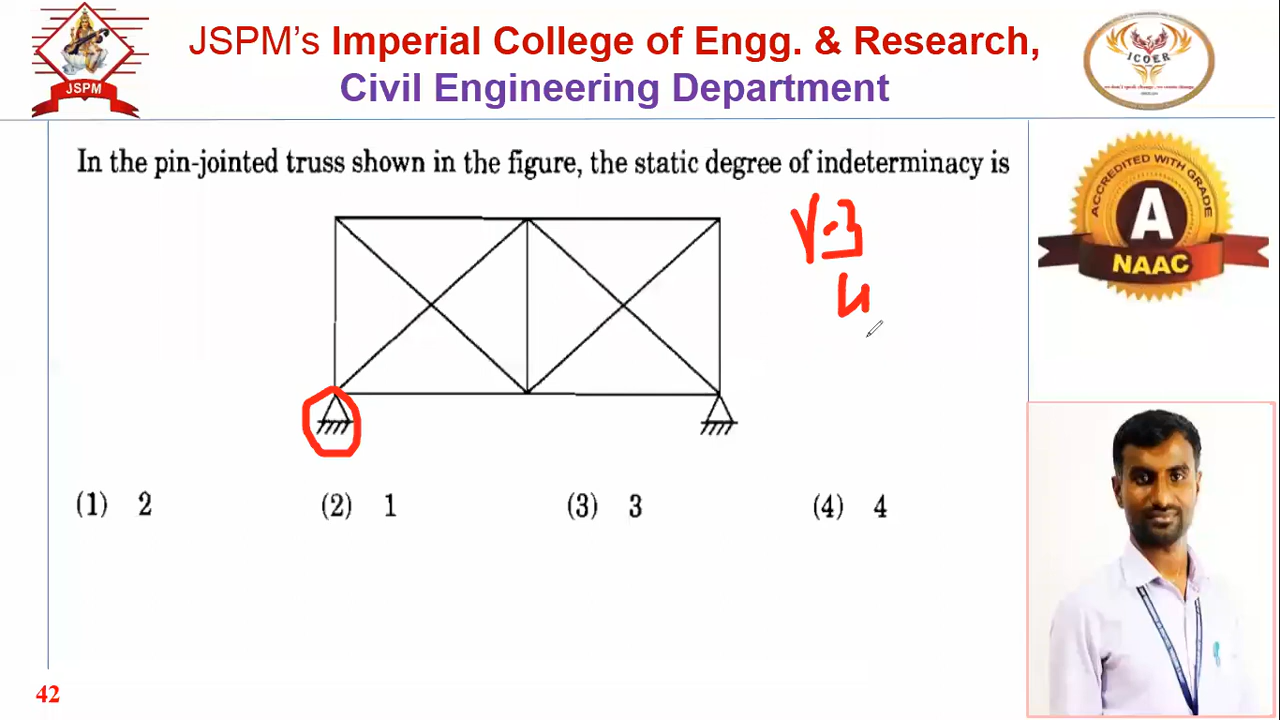 JSPM
JSPM's Imperial College of Engg. & Research,
Civil Engineering Department
ICOER
In the pin-jointed truss shown in the figure, the static degree of indeterminacy is
ACCREDITED WITH GRADE
A
NAAC
(1) 2
(2) 1
(3) 3
(4) 4
42